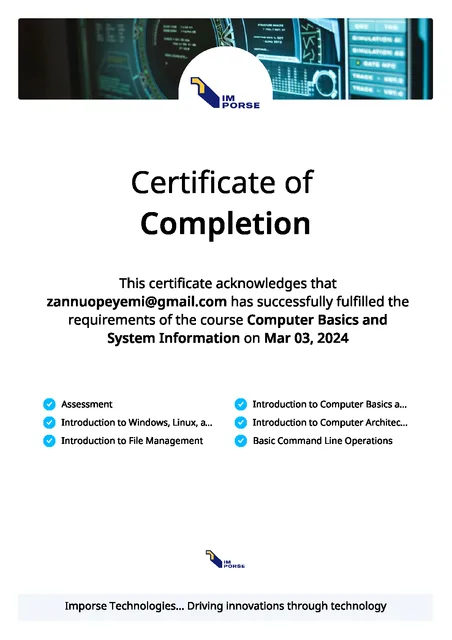 IM
PORSE
Certificate of
Completion
This certificate acknowledges that
zannuopeyemi@gmail.com has successfully fulfilled the
requirements of the course Computer Basics and
System Information on Mar 03, 2024
Assessment
Introduction to Computer Basics a...
Introduction to Windows, Linux, a...
Introduction to Computer Architec...
Introduction to File Management
Basic Command Line Operations
IM
PORSE
Imporse Technologies... Driving innovations through technology